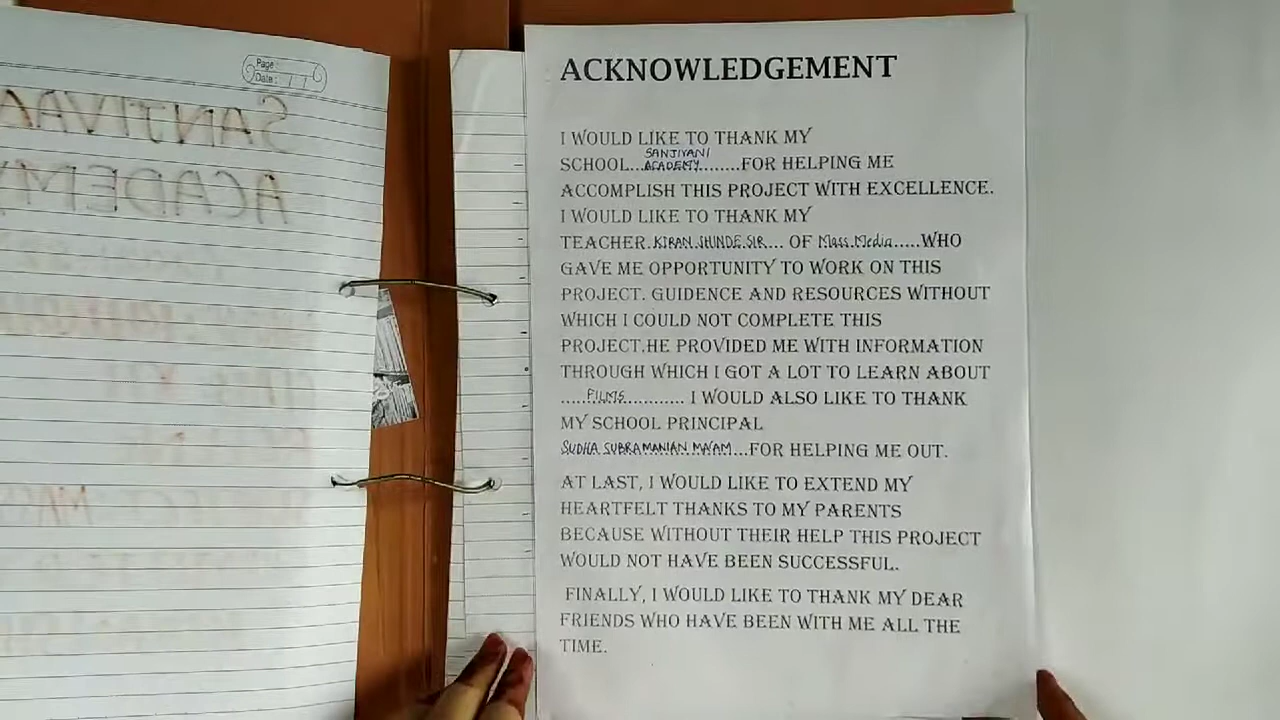 Page:
Date:
SANJIVAN
ACADEMY
ACKNOWLEDGEMENT
I WOULD LIKE TO THANK MY
SCHOOL...SANJIVANI ACADEMY........FOR HELPING ME
ACCOMPLISH THIS PROJECT WITH EXCELLENCE.
I WOULD LIKE TO THANK MY
TEACHER.KIRAN.SHINDE.SIR... OF Mass.Media.....WHO
GAVE ME OPPORTUNITY TO WORK ON THIS
PROJECT. GUIDENCE AND RESOURCES WITHOUT
WHICH I COULD NOT COMPLETE THIS
PROJECT.HE PROVIDED ME WITH INFORMATION
THROUGH WHICH I GOT A LOT TO LEARN ABOUT
.....FILMS............ I WOULD ALSO LIKE TO THANK
MY SCHOOL PRINCIPAL
SUDHA SUBRAMANIAN MA'AM...FOR HELPING ME OUT.
AT LAST, I WOULD LIKE TO EXTEND MY
HEARTFELT THANKS TO MY PARENTS
BECAUSE WITHOUT THEIR HELP THIS PROJECT
WOULD NOT HAVE BEEN SUCCESSFUL.
FINALLY, I WOULD LIKE TO THANK MY DEAR
FRIENDS WHO HAVE BEEN WITH ME ALL THE
TIME.